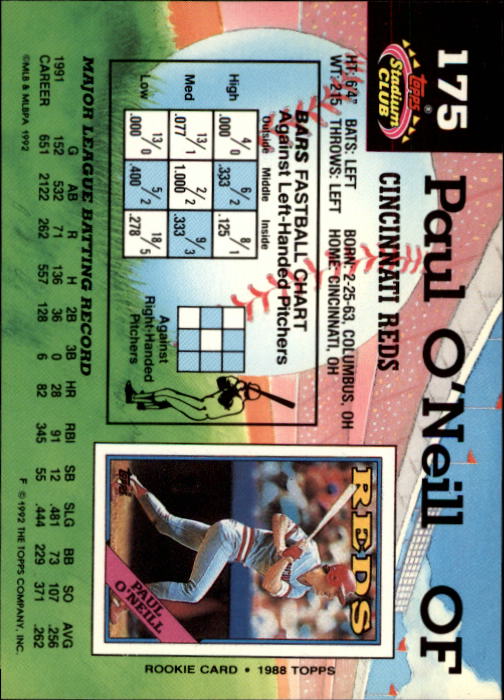 175
Topps®
Stadium
CLUB
Paul O'Neill OF
CINCINNATI REDS
HT: 6'4" BATS: LEFT BORN: 2-25-63, COLUMBUS, OH
WT: 215 THROWS: LEFT HOME: CINCINNATI, OH
BARS FASTBALL CHART
Against Left-Handed Pitchers
Outside Middle Inside
High 4/0 6/2 8/1
.000 .333 .125
Med 13/1 2/2 9/3
.077 1.000 .333
Low 13/0 5/2 18/5
.000 .400 .278
Against
Right-Handed
Pitchers
REDS
Topps
PAUL
O'NEILL
ROOKIE CARD • 1988 TOPPS
MAJOR LEAGUE BATTING RECORD
G AB R H 2B 3B HR RBI SB SLG BB SO AVG
1991 152 532 71 136 36 0 28 91 12 .481 73 107 .256
CAREER 651 2122 262 557 128 6 82 345 55 .444 229 371 .262
©MLB & MLBPA 1992
F ©1992 THE TOPPS COMPANY, INC.